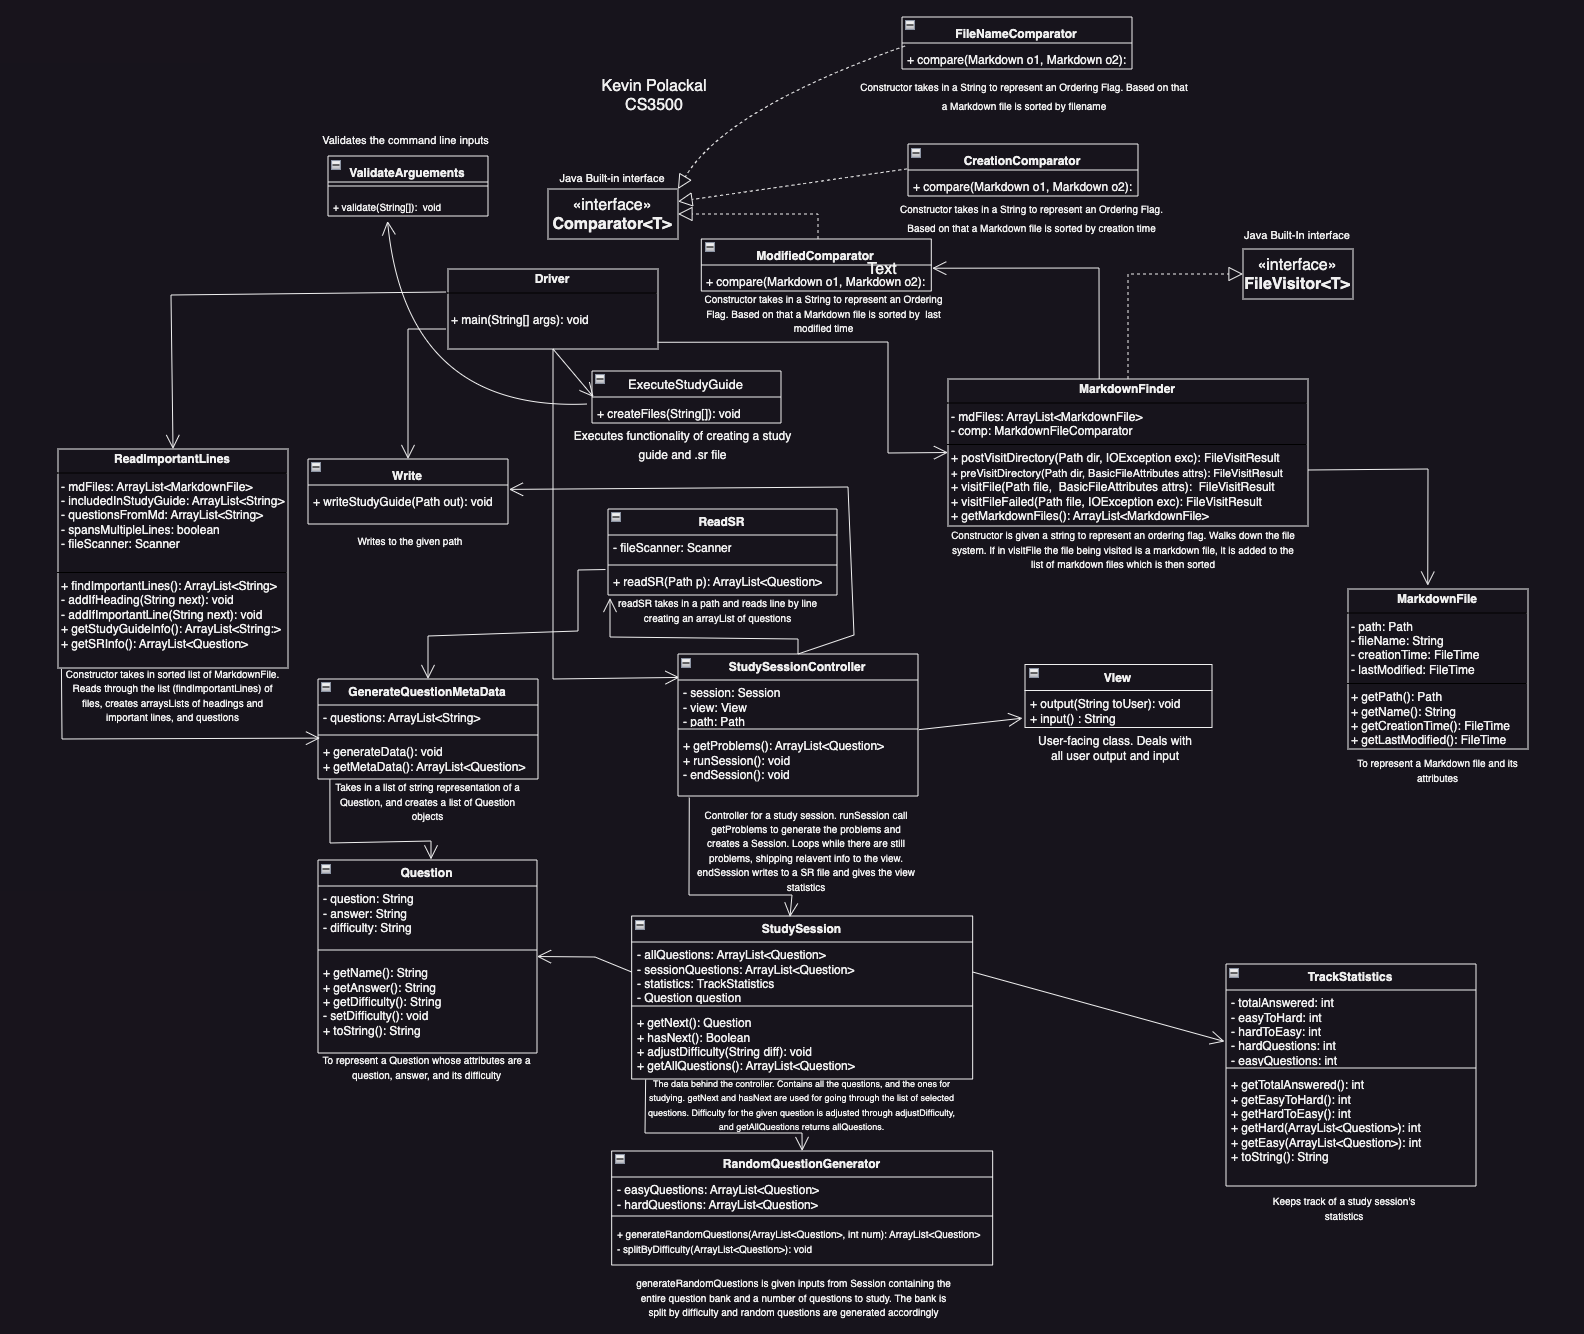 FileNameComparator
+ compare(Markdown o1, Markdown o2):
Constructor takes in a String to represent an Ordering Flag. Based on that
a Markdown file is sorted by filename
Kevin Polackal
CS3500
Validates the command line inputs
ValidateArguements
+ validate(String[]): void
Java Built-in interface
«interface»
Comparator<T>
CreationComparator
+ compare(Markdown o1, Markdown o2):
Constructor takes in a String to represent an Ordering Flag.
Based on that a Markdown file is sorted by creation time
ModifiedComparator
Text
+ compare(Markdown o1, Markdown o2):
Constructor takes in a String to represent an Ordering
Flag. Based on that a Markdown file is sorted by last
modified time
Java Built-In interface
«interface»
FileVisitor<T>
Driver
+ main(String[] args): void
ExecuteStudyGuide
+ createFiles(String[]): void
Executes functionality of creating a study
guide and .sr file
MarkdownFinder
- mdFiles: ArrayList<MarkdownFile>
- comp: MarkdownFileComparator
+ postVisitDirectory(Path dir, IOException exc): FileVisitResult
+ preVisitDirectory(Path dir, BasicFileAttributes attrs): FileVisitResult
+ visitFile(Path file, BasicFileAttributes attrs): FileVisitResult
+ visitFileFailed(Path file, IOException exc): FileVisitResult
+ getMarkdownFiles(): ArrayList<MarkdownFile>
Constructor is given a string to represent an ordering flag. Walks down the file
system. If in visitFile the file being visited is a markdown file, it is added to the
list of markdown files which is then sorted
ReadImportantLines
- mdFiles: ArrayList<MarkdownFile>
- includedInStudyGuide: ArrayList<String>
- questionsFromMd: ArrayList<String>
- spansMultipleLines: boolean
- fileScanner: Scanner
+ findImportantLines(): ArrayList<String>
- addIfHeading(String next): void
- addIfImportantLine(String next): void
+ getStudyGuideInfo(): ArrayList<String:>
+ getSRInfo(): ArrayList<Question>
Constructor takes in sorted list of MarkdownFile.
Reads through the list (findImportantLines) of
files, creates arraysLists of headings and
important lines, and questions
Write
+ writeStudyGuide(Path out): void
Writes to the given path
ReadSR
- fileScanner: Scanner
+ readSR(Path p): ArrayList<Question>
readSR takes in a path and reads line by line
creating an arrayList of questions
MarkdownFile
- path: Path
- fileName: String
- creationTime: FileTime
- lastModified: FileTime
+ getPath(): Path
+ getName(): String
+ getCreationTime(): FileTime
+ getLastModified(): FileTime
To represent a Markdown file and its
attributes
GenerateQuestionMetaData
- questions: ArrayList<String>
+ generateData(): void
+ getMetaData(): ArrayList<Question>
Takes in a list of string representation of a
Question, and creates a list of Question
objects
StudySessionController
- session: Session
- view: View
- path: Path
+ getProblems(): ArrayList<Question>
+ runSession(): void
- endSession(): void
Controller for a study session. runSession call
getProblems to generate the problems and
creates a Session. Loops while there are still
problems, shipping relavent info to the view.
endSession writes to a SR file and gives the view
statistics
VIew
+ output(String toUser): void
+ input() : String
User-facing class. Deals with
all user output and input
Question
- question: String
- answer: String
- difficulty: String
+ getName(): String
+ getAnswer(): String
+ getDifficulty(): String
- setDifficulty(): void
+ toString(): String
To represent a Question whose attributes are a
question, answer, and its difficulty
StudySession
- allQuestions: ArrayList<Question>
- sessionQuestions: ArrayList<Question>
- statistics: TrackStatistics
- Question question
+ getNext(): Question
+ hasNext(): Boolean
+ adjustDifficulty(String diff): void
+ getAllQuestions(): ArrayList<Question>
The data behind the controller. Contains all the questions, and the ones for
studying. getNext and hasNext are used for going through the list of selected
questions. Difficulty for the given question is adjusted through adjustDifficulty,
and getAllQuestions returns allQuestions.
TrackStatistics
- totalAnswered: int
- easyToHard: int
- hardToEasy: int
- hardQuestions: int
- easyQuestions: int
+ getTotalAnswered(): int
+ getEasyToHard(): int
+ getHardToEasy(): int
+ getHard(ArrayList<Question>): int
+ getEasy(ArrayList<Question>): int
+ toString(): String
Keeps track of a study session's
statistics
RandomQuestionGenerator
- easyQuestions: ArrayList<Question>
- hardQuestions: ArrayList<Question>
+ generateRandomQuestions(ArrayList<Question>, int num): ArrayList<Question>
- splitByDifficulty(ArrayList<Question>): void
generateRandomQuestions is given inputs from Session containing the
entire question bank and a number of questions to study. The bank is
split by difficulty and random questions are generated accordingly